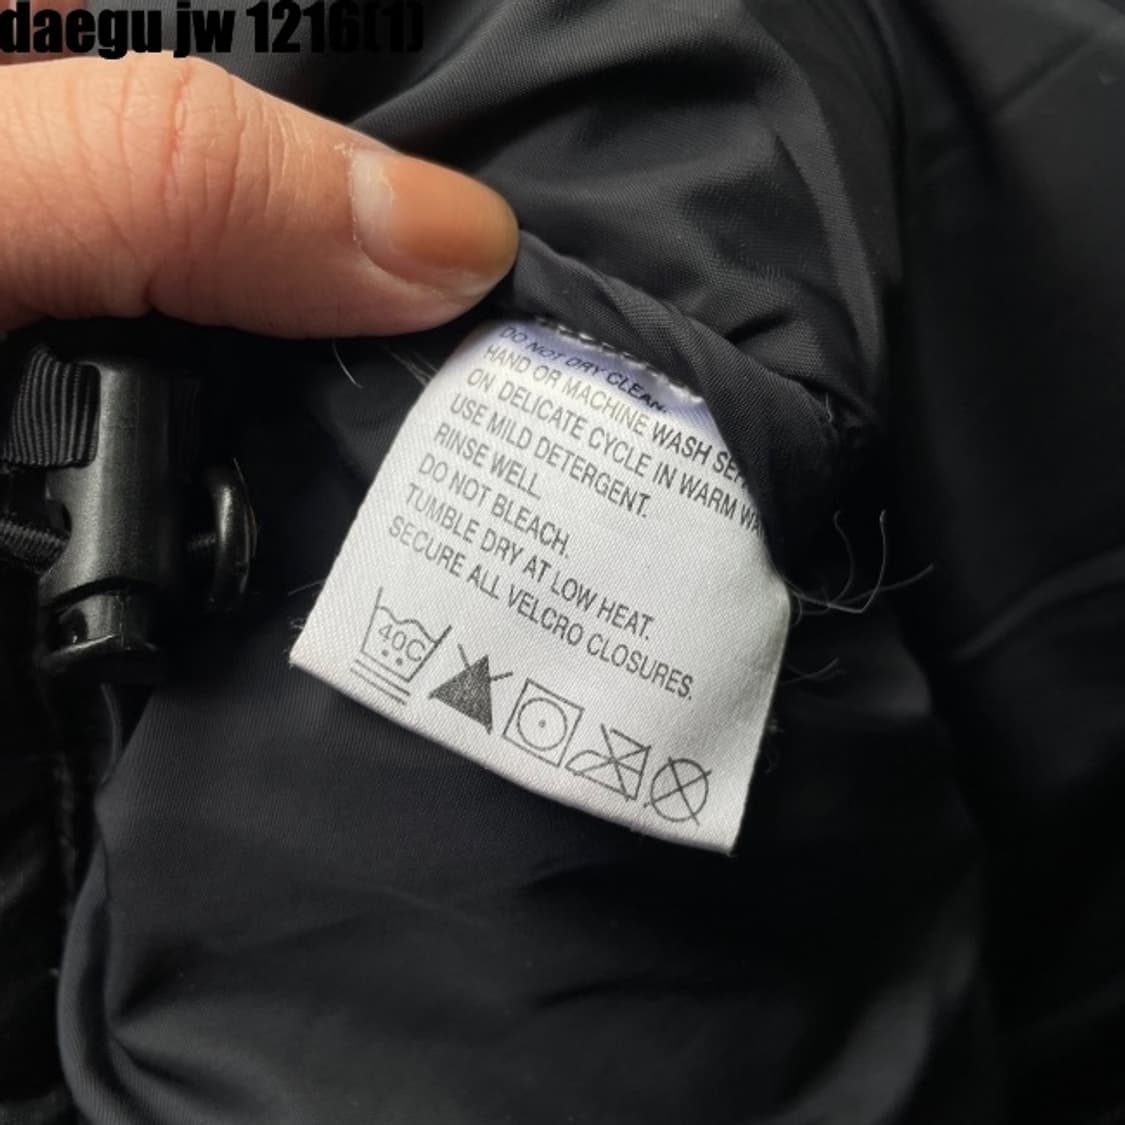 daegu jw 1216(1)
DO NOT DRY CLEAN.
HAND OR MACHINE WASH
ON DELICATE CYCLE IN WARM
USE MILD DETERGENT.
RINSE WELL.
DO NOT BLEACH.
TUMBLE DRY AT LOW HEAT.
SECURE ALL VELCRO CLOSURES.
40C